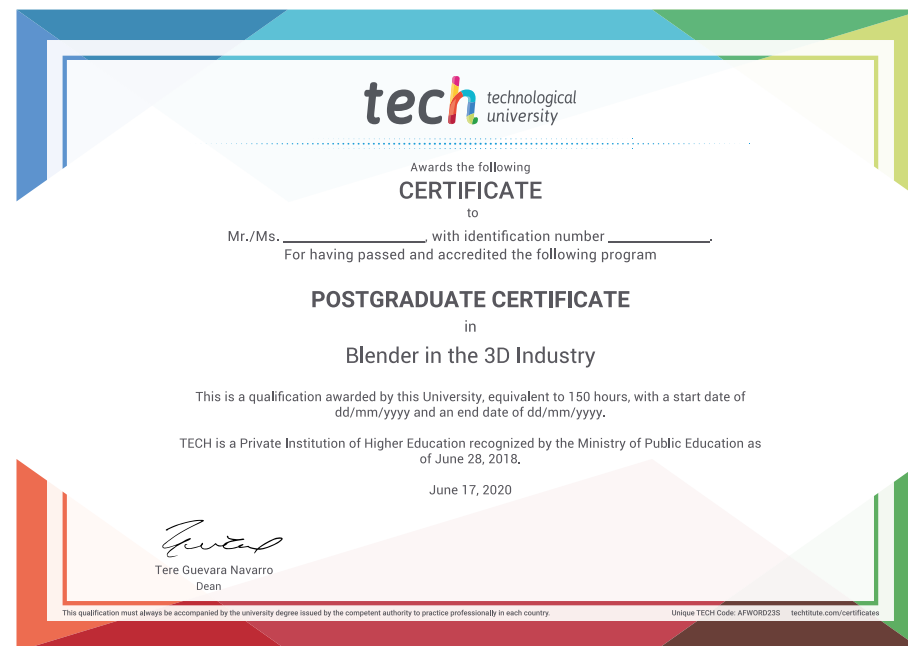 tech technological
university
Awards the following
CERTIFICATE
to
Mr./Ms. ____________, with identification number ____________.
For having passed and accredited the following program
POSTGRADUATE CERTIFICATE
in
Blender in the 3D Industry
This is a qualification awarded by this University, equivalent to 150 hours, with a start date of
dd/mm/yyyy and an end date of dd/mm/yyyy.
TECH is a Private Institution of Higher Education recognized by the Ministry of Public Education as
of June 28, 2018.
June 17, 2020
Tere Guevara Navarro
Dean
This qualification must always be accompanied by the university degree issued by the competent authority to practice professionally in each country. Unique TECH Code: AFWORD23S techtitute.com/certificates